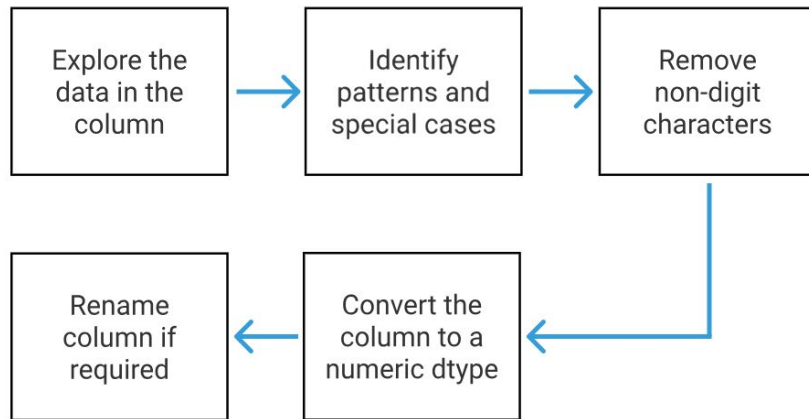 Explore the
data in the
column
Identify
patterns and
special cases
Remove
non-digit
characters
Convert the
column to a
numeric dtype
Rename
column if
required